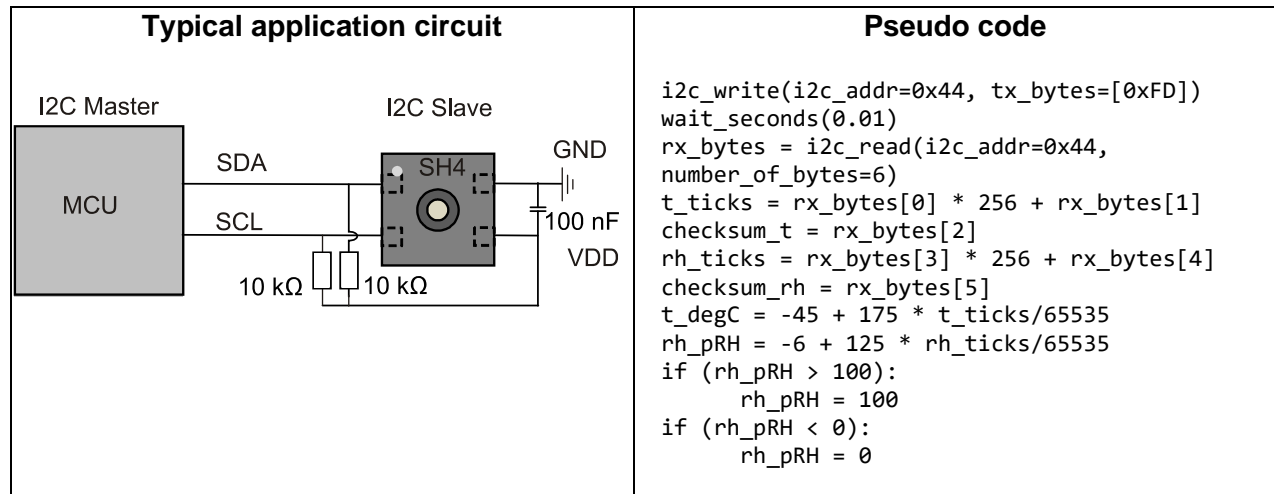 Typical application circuit
I2C Master
I2C Slave
MCU
SDA
SCL
SH4
GND
100 nF
VDD
10 kΩ
10 kΩ
Pseudo code
i2c_write(i2c_addr=0x44, tx_bytes=[0xFD])
wait_seconds(0.01)
rx_bytes = i2c_read(i2c_addr=0x44,
number_of_bytes=6)
t_ticks = rx_bytes[0] * 256 + rx_bytes[1]
checksum_t = rx_bytes[2]
rh_ticks = rx_bytes[3] * 256 + rx_bytes[4]
checksum_rh = rx_bytes[5]
t_degC = -45 + 175 * t_ticks/65535
rh_pRH = -6 + 125 * rh_ticks/65535
if (rh_pRH > 100):
      rh_pRH = 100
if (rh_pRH < 0):
      rh_pRH = 0